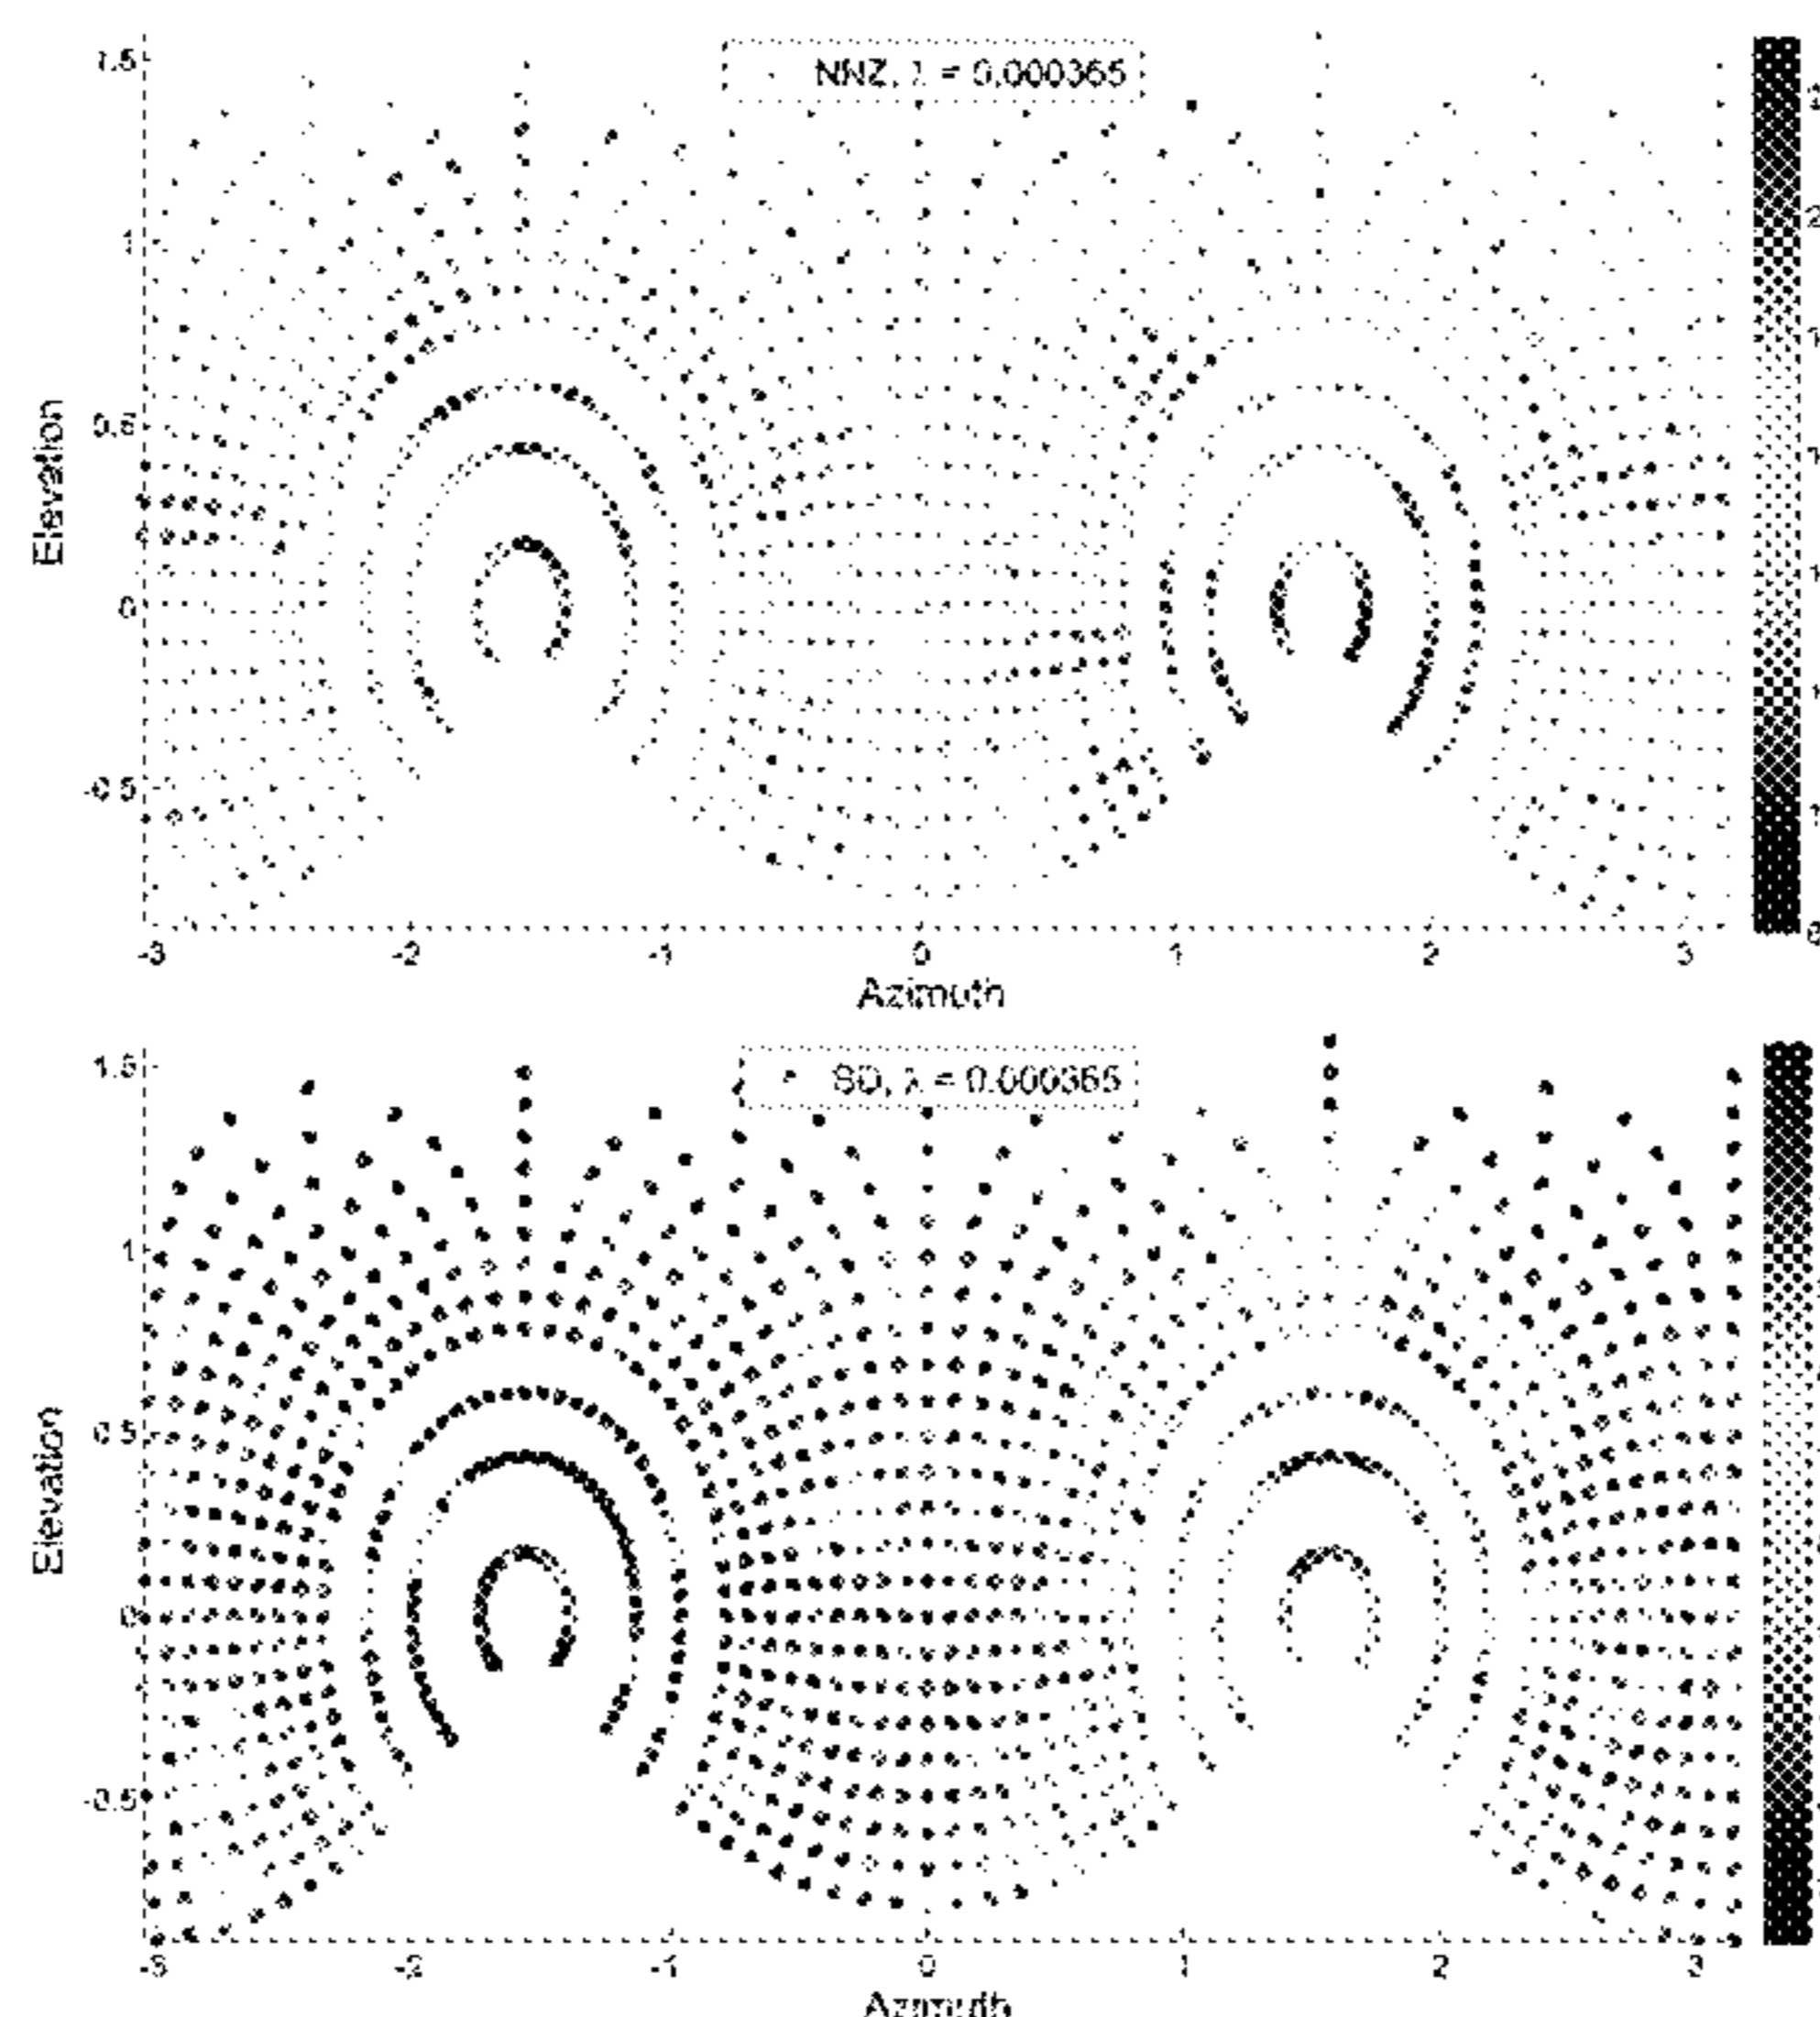 NNZ, λ = 0.000365
1.5
1
0.5
0
-0.5
Elevation
-3 -2 -1 0 1 2 3
Azimuth
SD, λ = 0.000365
1.5
1
0.5
0
-0.5
Elevation
-3 -2 -1 0 1 2 3
Azimuth